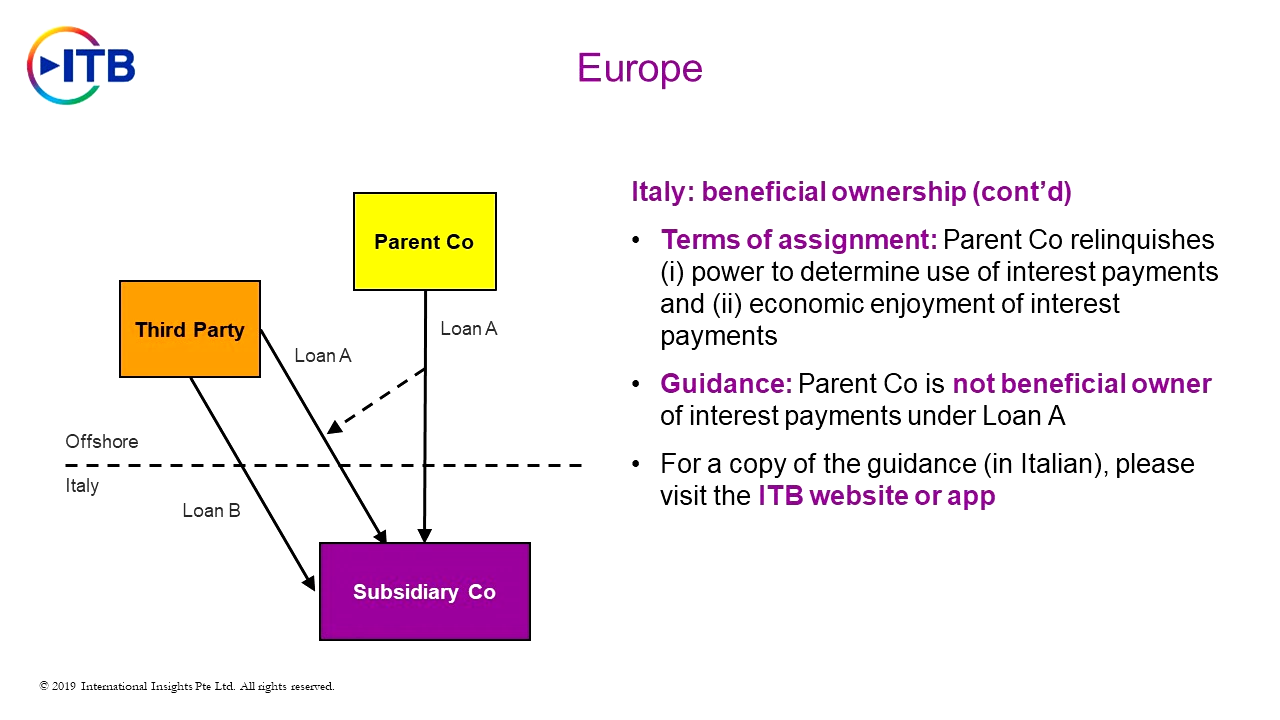 ITB
Europe
Parent Co
Third Party
Loan A
Loan A
Offshore
Italy
Loan B
Subsidiary Co
Italy: beneficial ownership (cont’d)
• Terms of assignment: Parent Co relinquishes
(i) power to determine use of interest payments
and (ii) economic enjoyment of interest
payments
• Guidance: Parent Co is not beneficial owner
of interest payments under Loan A
• For a copy of the guidance (in Italian), please
visit the ITB website or app
© 2019 International Insights Pte Ltd. All rights reserved.